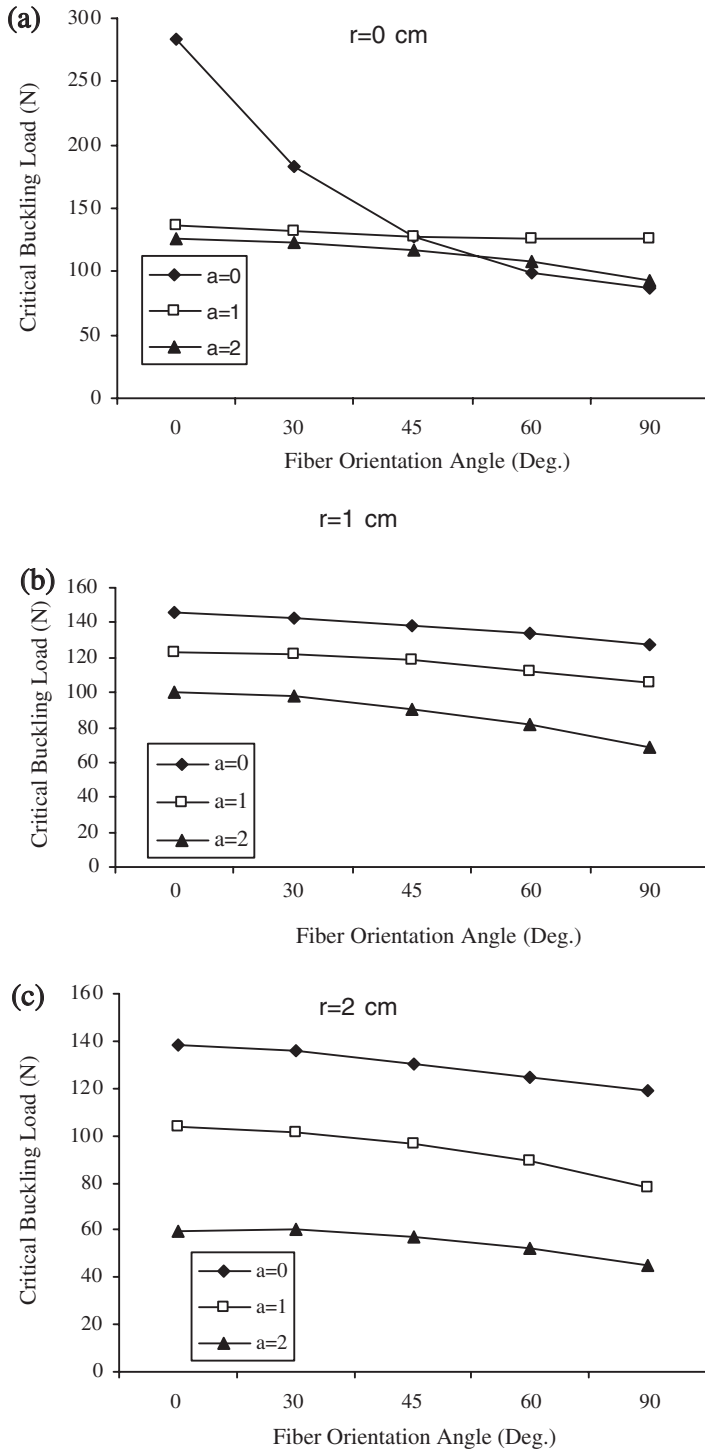 (a)
r=0 cm
300
250
200
150
100
50
0
Critical Buckling Load (N)
a=0
a=1
a=2
0 30 45 60 90
Fiber Orientation Angle (Deg.)
r=1 cm
(b)
160
140
120
100
80
60
40
20
0
Critical Buckling Load (N)
a=0
a=1
a=2
0 30 45 60 90
Fiber Orientation Angle (Deg.)
(c)
r=2 cm
160
140
120
100
80
60
40
20
0
Critical Buckling Load (N)
a=0
a=1
a=2
0 30 45 60 90
Fiber Orientation Angle (Deg.)